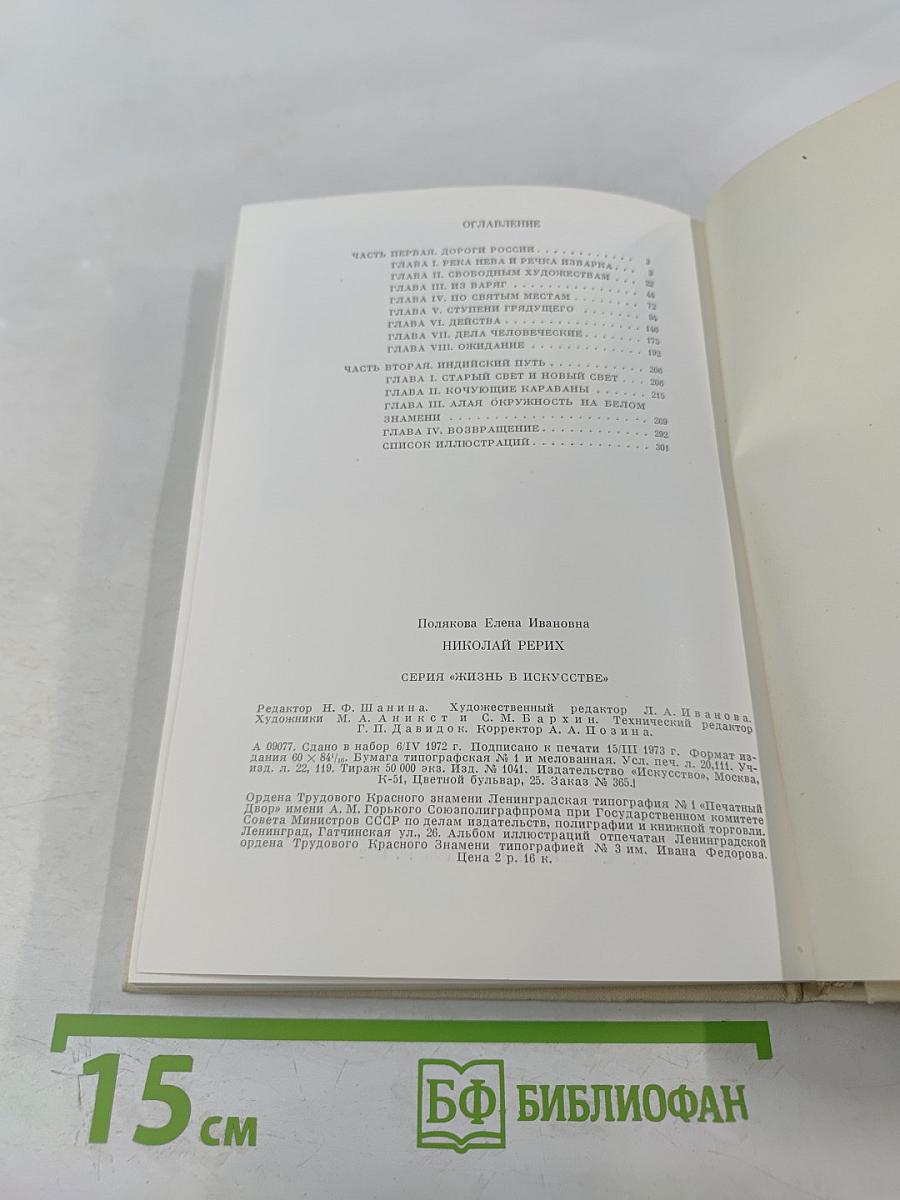 ОГЛАВЛЕНИЕ
ЧАСТЬ ПЕРВАЯ. ДОРОГИ РОССИИ . . . . . . . . . . . 3
ГЛАВА I. РЕКА НЕВА И РЕЧКА ИЗВАРКА . . . 3
ГЛАВА II. СВОБОДНЫМ ХУДОЖЕСТВАМ . . . 22
ГЛАВА III. ИЗ ВАРЯГ . . . . . . . . . . . . 44
ГЛАВА IV. ПО СВЯТЫМ МЕСТАМ . . . . . . . 72
ГЛАВА V. СТУПЕНИ ГРЯДУЩЕГО . . . . . . . 94
ГЛАВА VI. ДЕЙСТВА . . . . . . . . . . . . . 146
ГЛАВА VII. ДЕЛА ЧЕЛОВЕЧЕСКИЕ . . . . . . 175
ГЛАВА VIII. ОЖИДАНИЕ . . . . . . . . . . . 192
ЧАСТЬ ВТОРАЯ. ИНДИЙСКИЙ ПУТЬ . . . . . . . . . . 206
ГЛАВА I. СТАРЫЙ СВЕТ И НОВЫЙ СВЕТ . . . 206
ГЛАВА II. КОЧУЮЩИЕ КАРАВАНЫ . . . . . . 215
ГЛАВА III. АЛАЯ ОКРУЖНОСТЬ НА БЕЛОМ
ЗНАМЕНИ . . . . . . . . . . . . . . . . . . . 269
ГЛАВА IV. ВОЗВРАЩЕНИЕ . . . . . . . . . . . 292
СПИСОК ИЛЛЮСТРАЦИЙ . . . . . . . . . . . . 301
Полякова Елена Ивановна
НИКОЛАЙ РЕРИХ
СЕРИЯ «ЖИЗНЬ В ИСКУССТВЕ»
Редактор Н. Ф. Шанина. Художественный редактор Л. А. Иванова.
Художники М. А. Аникст и С. М. Бархин. Технический редактор
Г. П. Давидок. Корректор А. А. Позина.
А 09077. Сдано в набор 6/IV 1972 г. Подписано к печати 15/III 1973 г. Формат из-
дания 60 × 84¹/₁₆. Бумага типографская № 1 и мелованная. Усл. печ. л. 20,111. Уч-
изд. л. 22, 119. Тираж 50 000 экз. Изд. № 1041. Издательство «Искусство», Москва,
К-51, Цветной бульвар, 25. Заказ № 365.
Ордена Трудового Красного знамени Ленинградская типография № 1 «Печатный
Двор» имени А. М. Горького Союзполиграфпрома при Государственном комитете
Совета Министров СССР по делам издательств, полиграфии и книжной торговли.
Ленинград, Гатчинская ул., 26. Альбом иллюстраций отпечатан Ленинградской
ордена Трудового Красного Знамени типографией № 3 им. Ивана Федорова.
Цена 2 р. 16 к.
15 см
БФ БИБЛИОФАН